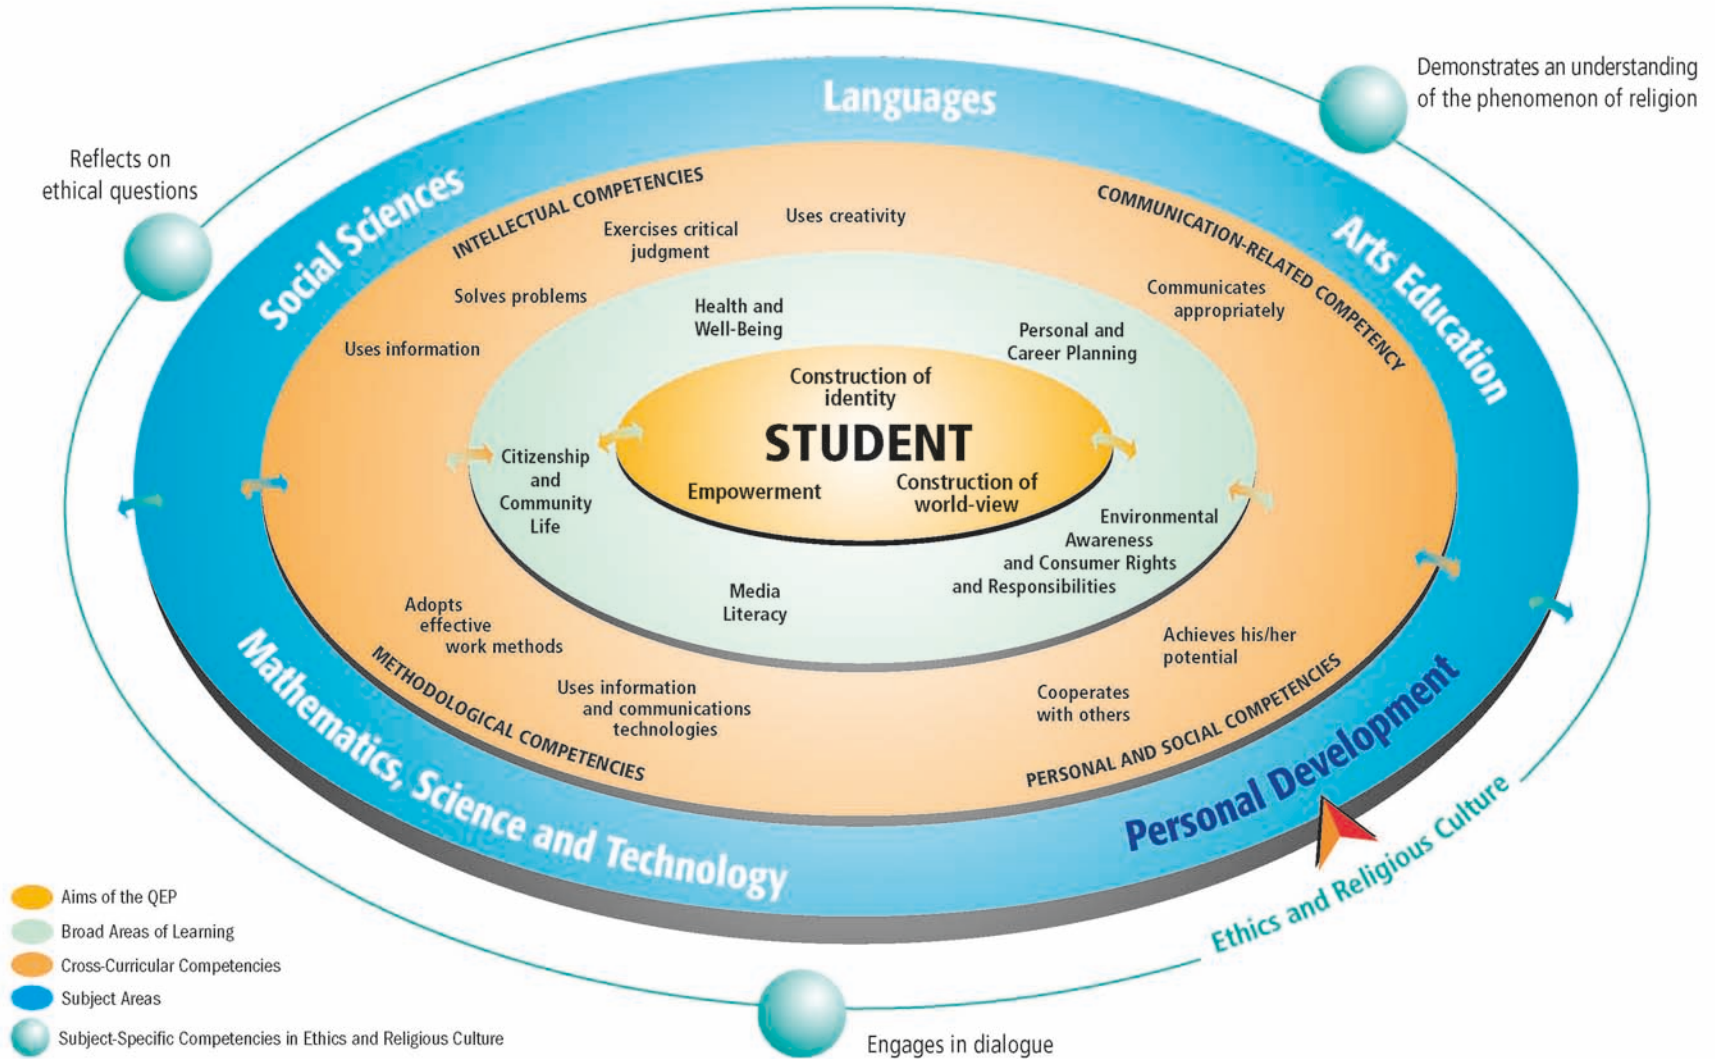 Languages
Demonstrates an understanding
of the phenomenon of religion
Reflects on
ethical questions
Social Sciences
Arts Education
INTELLECTUAL COMPETENCIES
COMMUNICATION-RELATED COMPETENCY
Uses creativity
Exercises critical
judgment
Solves problems
Uses information
Communicates
appropriately
Health and
Well-Being
Personal and
Career Planning
Construction of
identity
STUDENT
Empowerment
Construction of
world-view
Citizenship
and
Community
Life
Environmental
Awareness
and Consumer Rights
and Responsibilities
Media
Literacy
Adopts
effective
work methods
Uses information
and communications
technologies
METHODOLOGICAL COMPETENCIES
Achieves his/her
potential
Cooperates
with others
PERSONAL AND SOCIAL COMPETENCIES
Mathematics, Science and Technology
Personal Development
Ethics and Religious Culture
Aims of the QEP
Broad Areas of Learning
Cross-Curricular Competencies
Subject Areas
Subject-Specific Competencies in Ethics and Religious Culture
Engages in dialogue